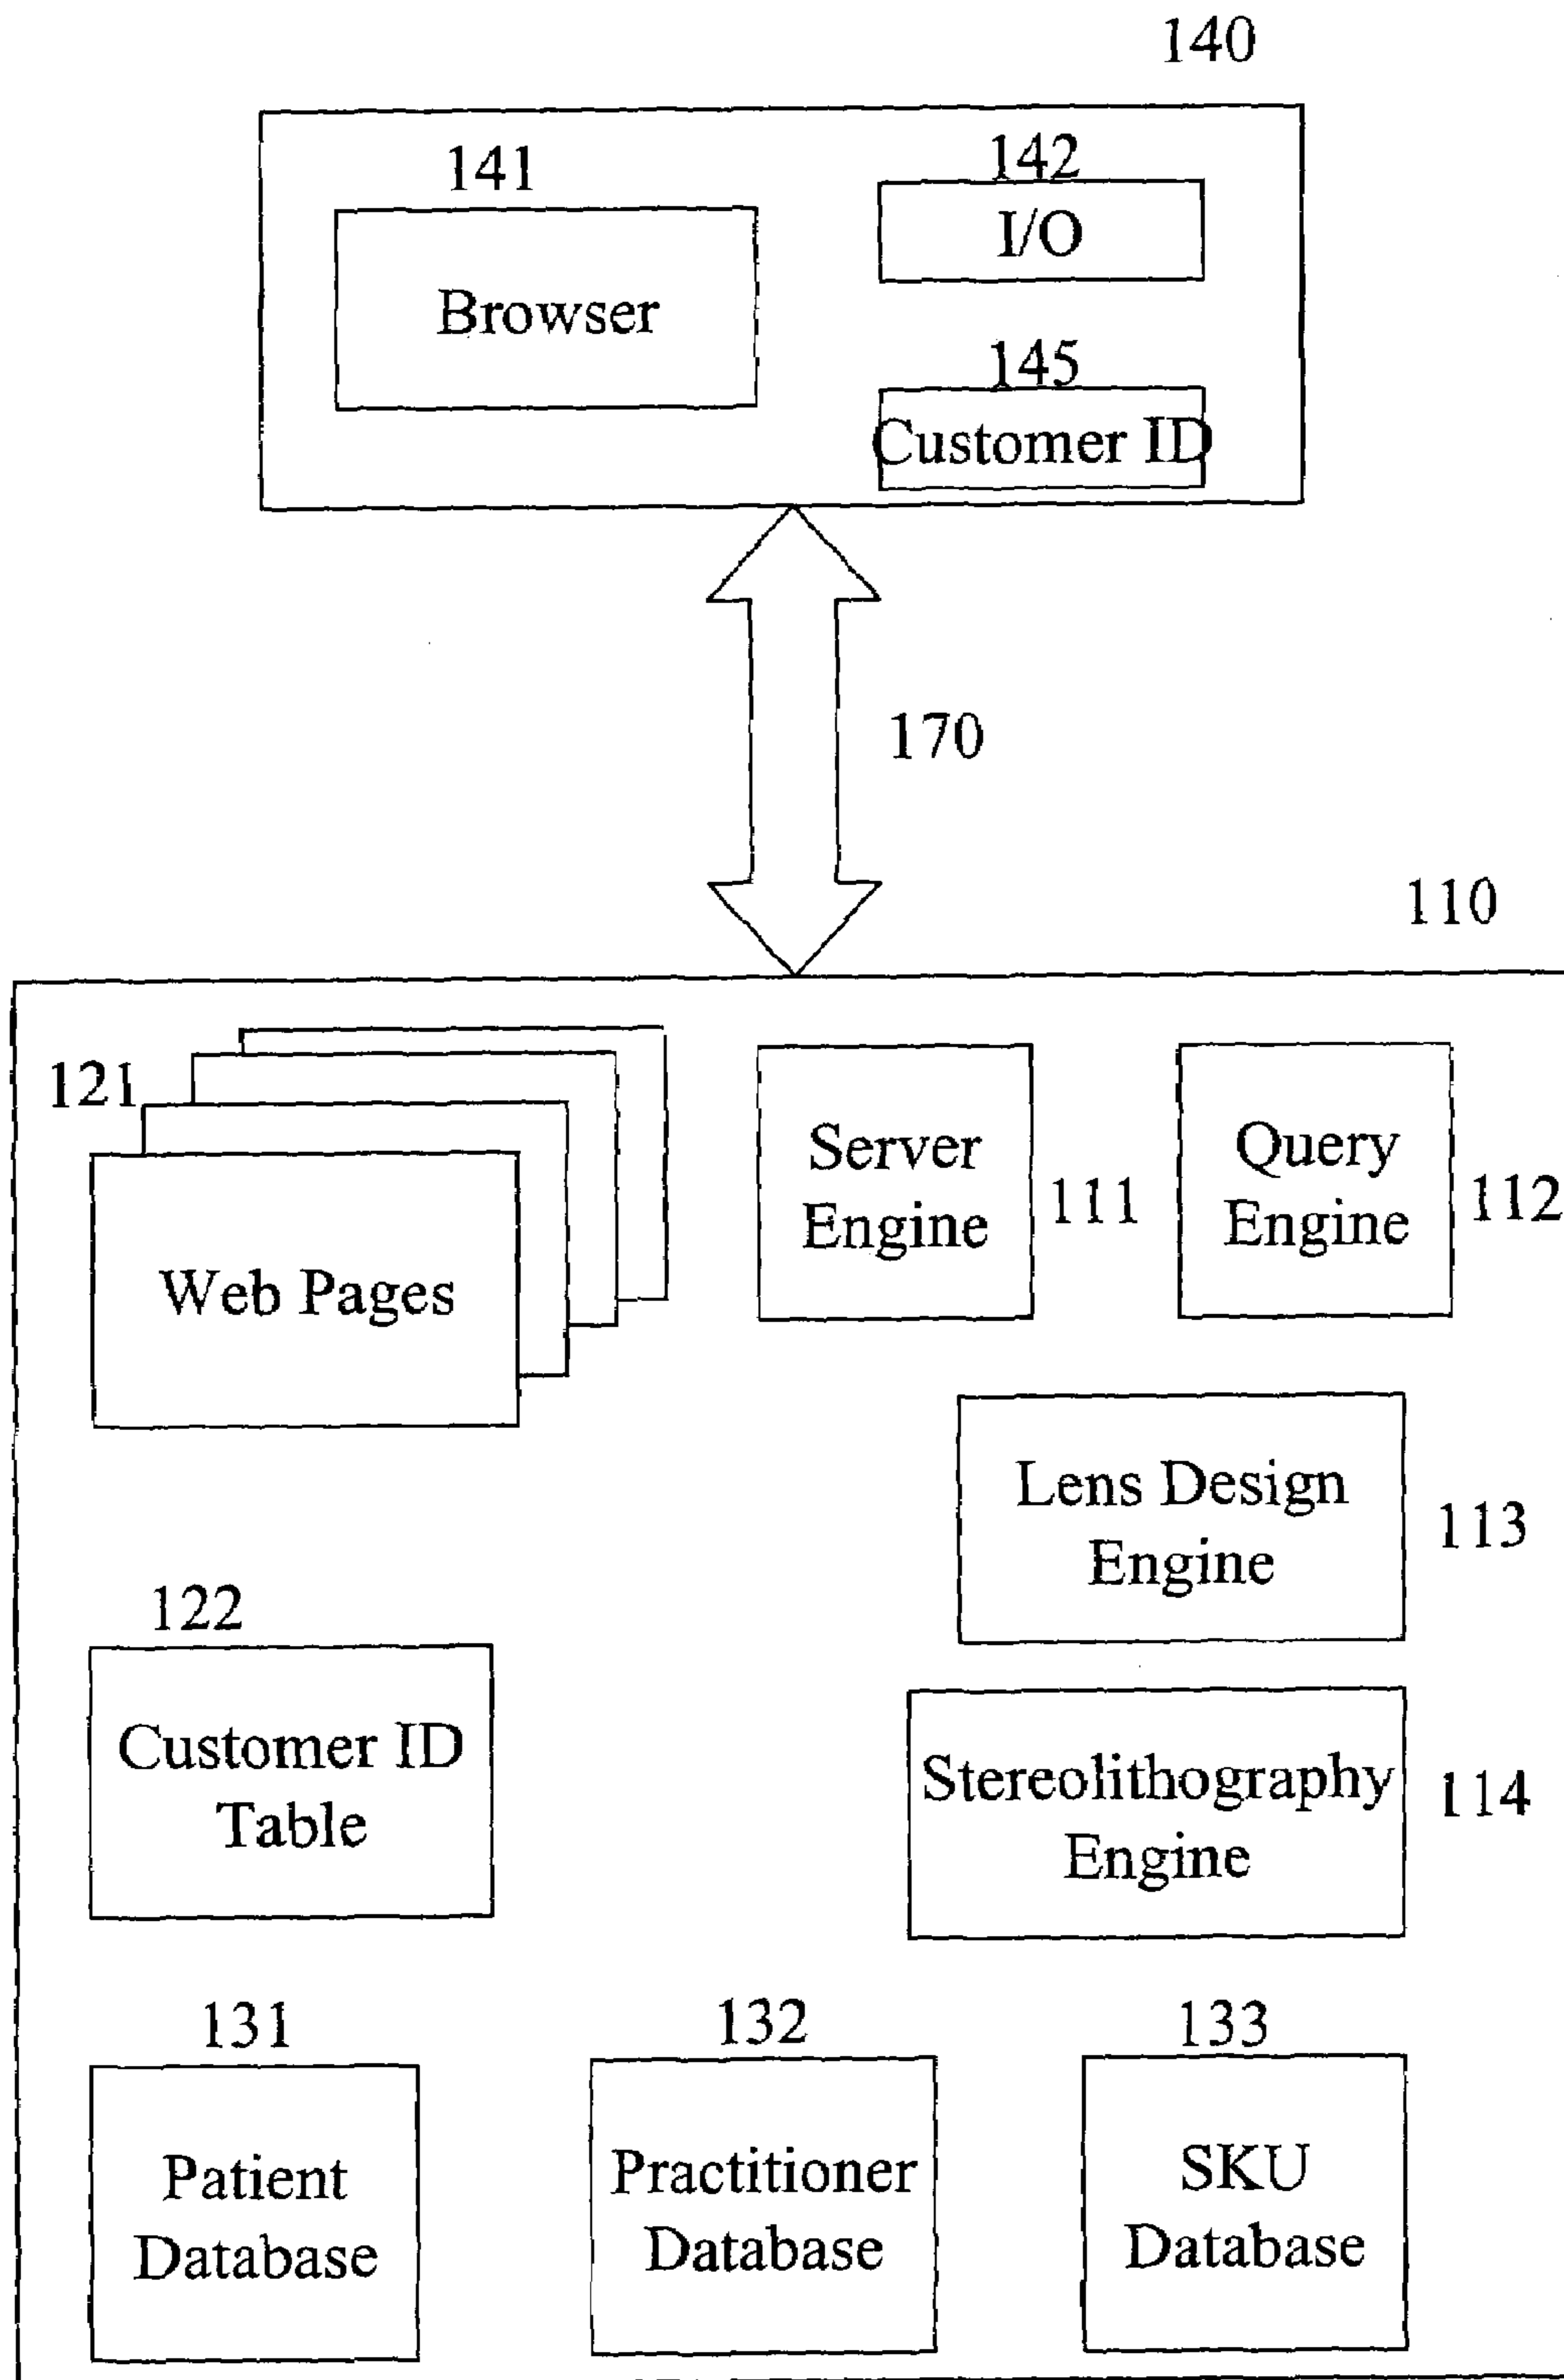 140
141
142
I/O
Browser
145
Customer ID
170
110
121
Server
Engine
111
Query
Engine
112
Web Pages
Lens Design
Engine
113
122
Customer ID
Table
Stereolithography
Engine
114
131
132
133
Patient
Database
Practitioner
Database
SKU
Database